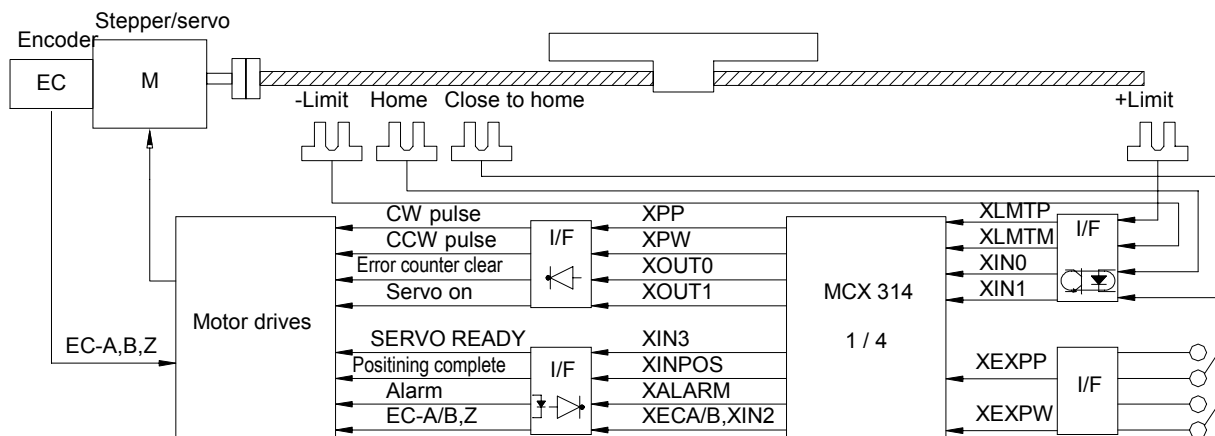 Stepper/servo
Encoder
EC
M
-Limit
Home
Close to home
+Limit
CW pulse
CCW pulse
Error counter clear
Servo on
I/F
XPP
XPW
XOUT0
XOUT1
MCX 314
1 / 4
XLMTP
XLMTM
XIN0
XIN1
I/F
Motor drives
EC-A,B,Z
SERVO READY
Positining complete
Alarm
EC-A/B,Z
I/F
XIN3
XINPOS
XALARM
XECA/B,XIN2
XEXPP
XEXPW
I/F